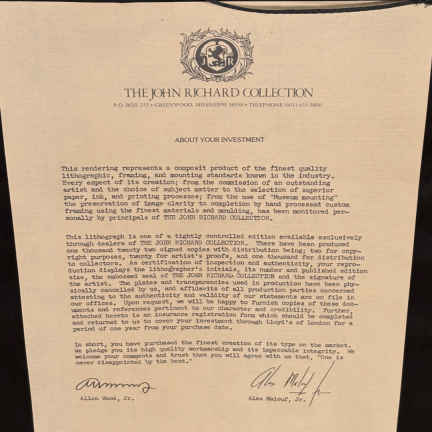 J R
THE JOHN RICHARD COLLECTION
P.O. BOX 257 • GREENWOOD, MISSISSIPPI 38930 • TELEPHONE
ABOUT YOUR INVESTMENT
This rendering represents a composit product of the finest quality
lithographic, framing, and mounting standards known in the industry.
Every aspect of its creation; from the commission of an outstanding
artist and the choice of subject matter to the selection of superior
paper, ink, and printing processes; from the use of "Museum mounting"
the preservation of image clarity to completion by hand processed custom
framing using the finest materials and moulding, has been monitored per-
sonally by principals of THE JOHN RICHARD COLLECTION.
This lithograph is one of a tightly controlled edition available exclusively
through dealers of THE JOHN RICHARD COLLECTION. There have been produced
one thousand twenty two signed copies with distribution being; two for copy-
right purposes, twenty for artist's proofs, and one thousand for distribution
to collectors. As certification of inspection and authenticity, your repro-
duction displays the lithographer's initials, its number and published edition
size, the embossed seal of THE JOHN RICHARD COLLECTION and the signature of
the artist. The plates and transparencies used in production have been phy-
sically cancelled by us, and affidavits of all production parties concerned
attesting to the authenticity and validity of our statements are on file in
our offices. Upon request, we will be happy to furnish copies of these doc-
uments and references pertinent to our character and credibility. Further,
attached hereto is an insurance registration form which should be completed
and returned to us to cover your investment through Lloyd's of London for a
period of one year from your purchase date.
In short, you have purchased the finest creation of its type on the market.
We pledge you its high quality workmanship and its impeccable integrity. We
welcome your comments and trust that you will agree with us that, "One is
never disappointed by the best."
Allen Wood, Jr.
Alex Malouf, Jr.